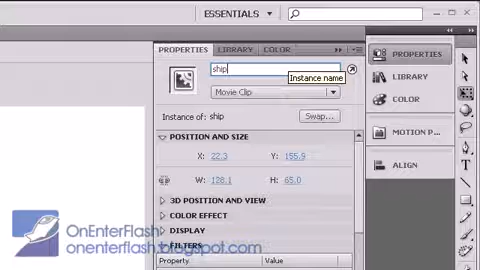 ESSENTIALS
PROPERTIES LIBRARY COLOR
ship
Instance name
Movie Clip
Instance of: ship Swap...
POSITION AND SIZE
X: 22.3 Y: 155.9
W: 128.1 H: 65.0
3D POSITION AND VIEW
COLOR EFFECT
DISPLAY
FILTERS
Property Value
PROPERTIES
LIBRARY
COLOR
MOTION P...
ALIGN
T
OnEnterFlash
onenterflash.blogspot.com